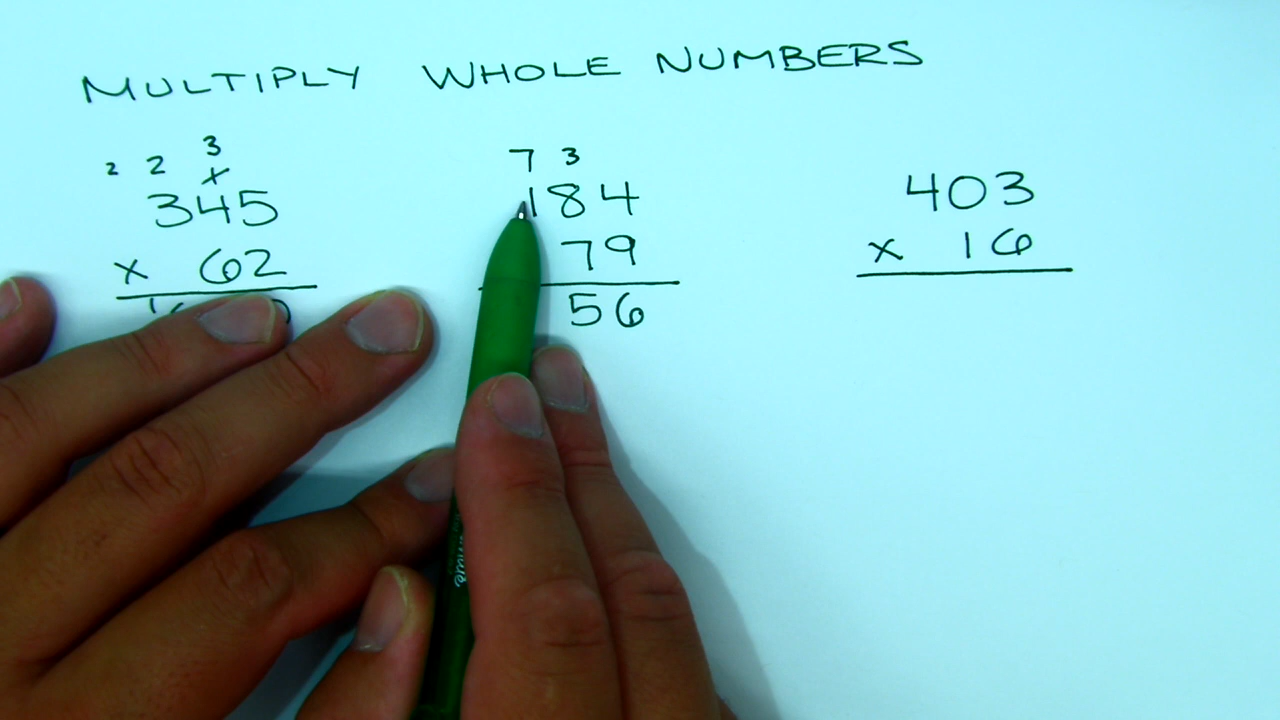 MULTIPLY WHOLE NUMBERS
2 2 3
345
x 62
7 3
184
79
56
403
x 16